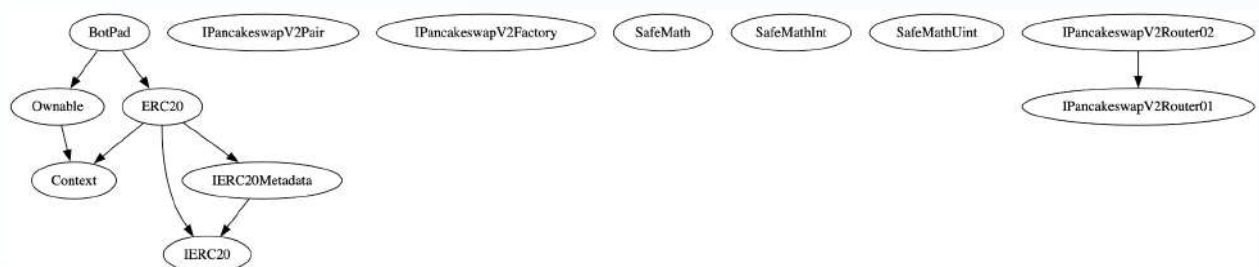 BotPad
IPancakeswapV2Pair
IPancakeswapV2Factory
SafeMath
SafeMathInt
SafeMathUint
IPancakeswapV2Router02
Ownable
ERC20
IPancakeswapV2Router01
Context
IERC20Metadata
IERC20